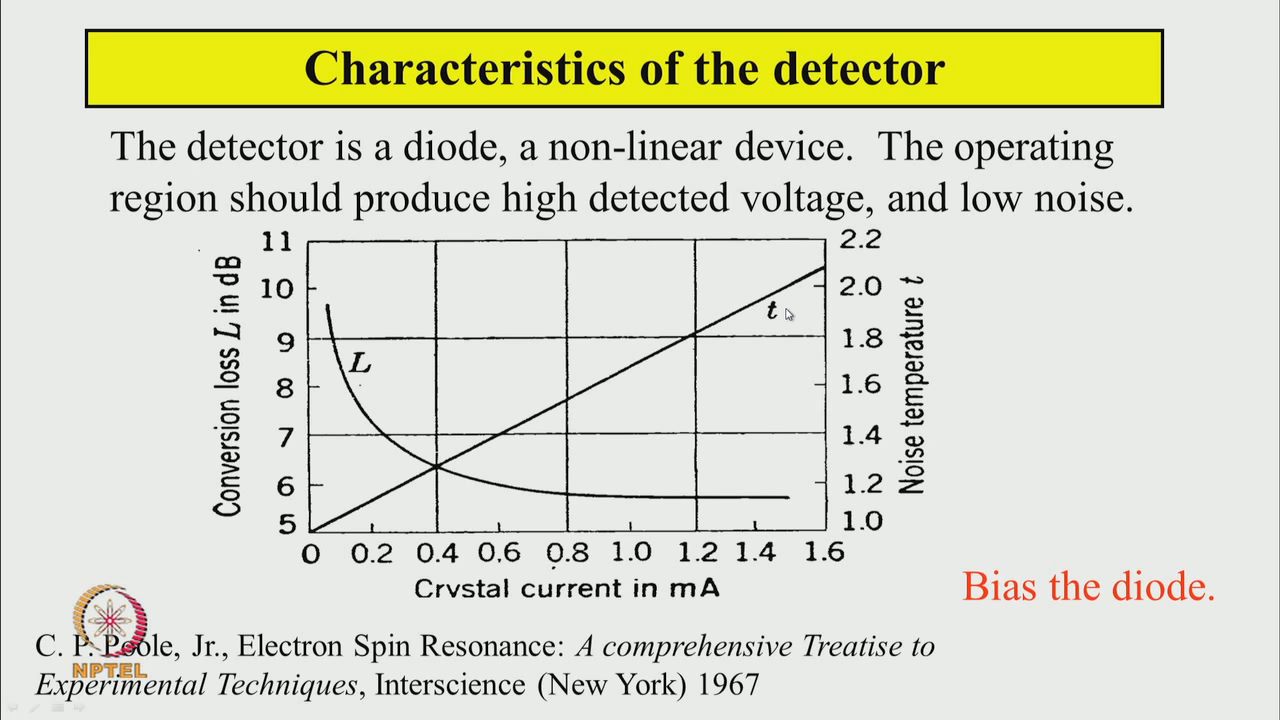 Characteristics of the detector
The detector is a diode, a non-linear device. The operating
region should produce high detected voltage, and low noise.
Conversion loss L in dB
11
10
9
8
7
6
5
L
t
2.2
2.0
1.8
1.6
1.4
1.2
1.0
Noise temperature t
0 0.2 0.4 0.6 0.8 1.0 1.2 1.4 1.6
Crystal current in mA
Bias the diode.
C. P. Poole, Jr., Electron Spin Resonance: A comprehensive Treatise to
Experimental Techniques, Interscience (New York) 1967
NPTEL